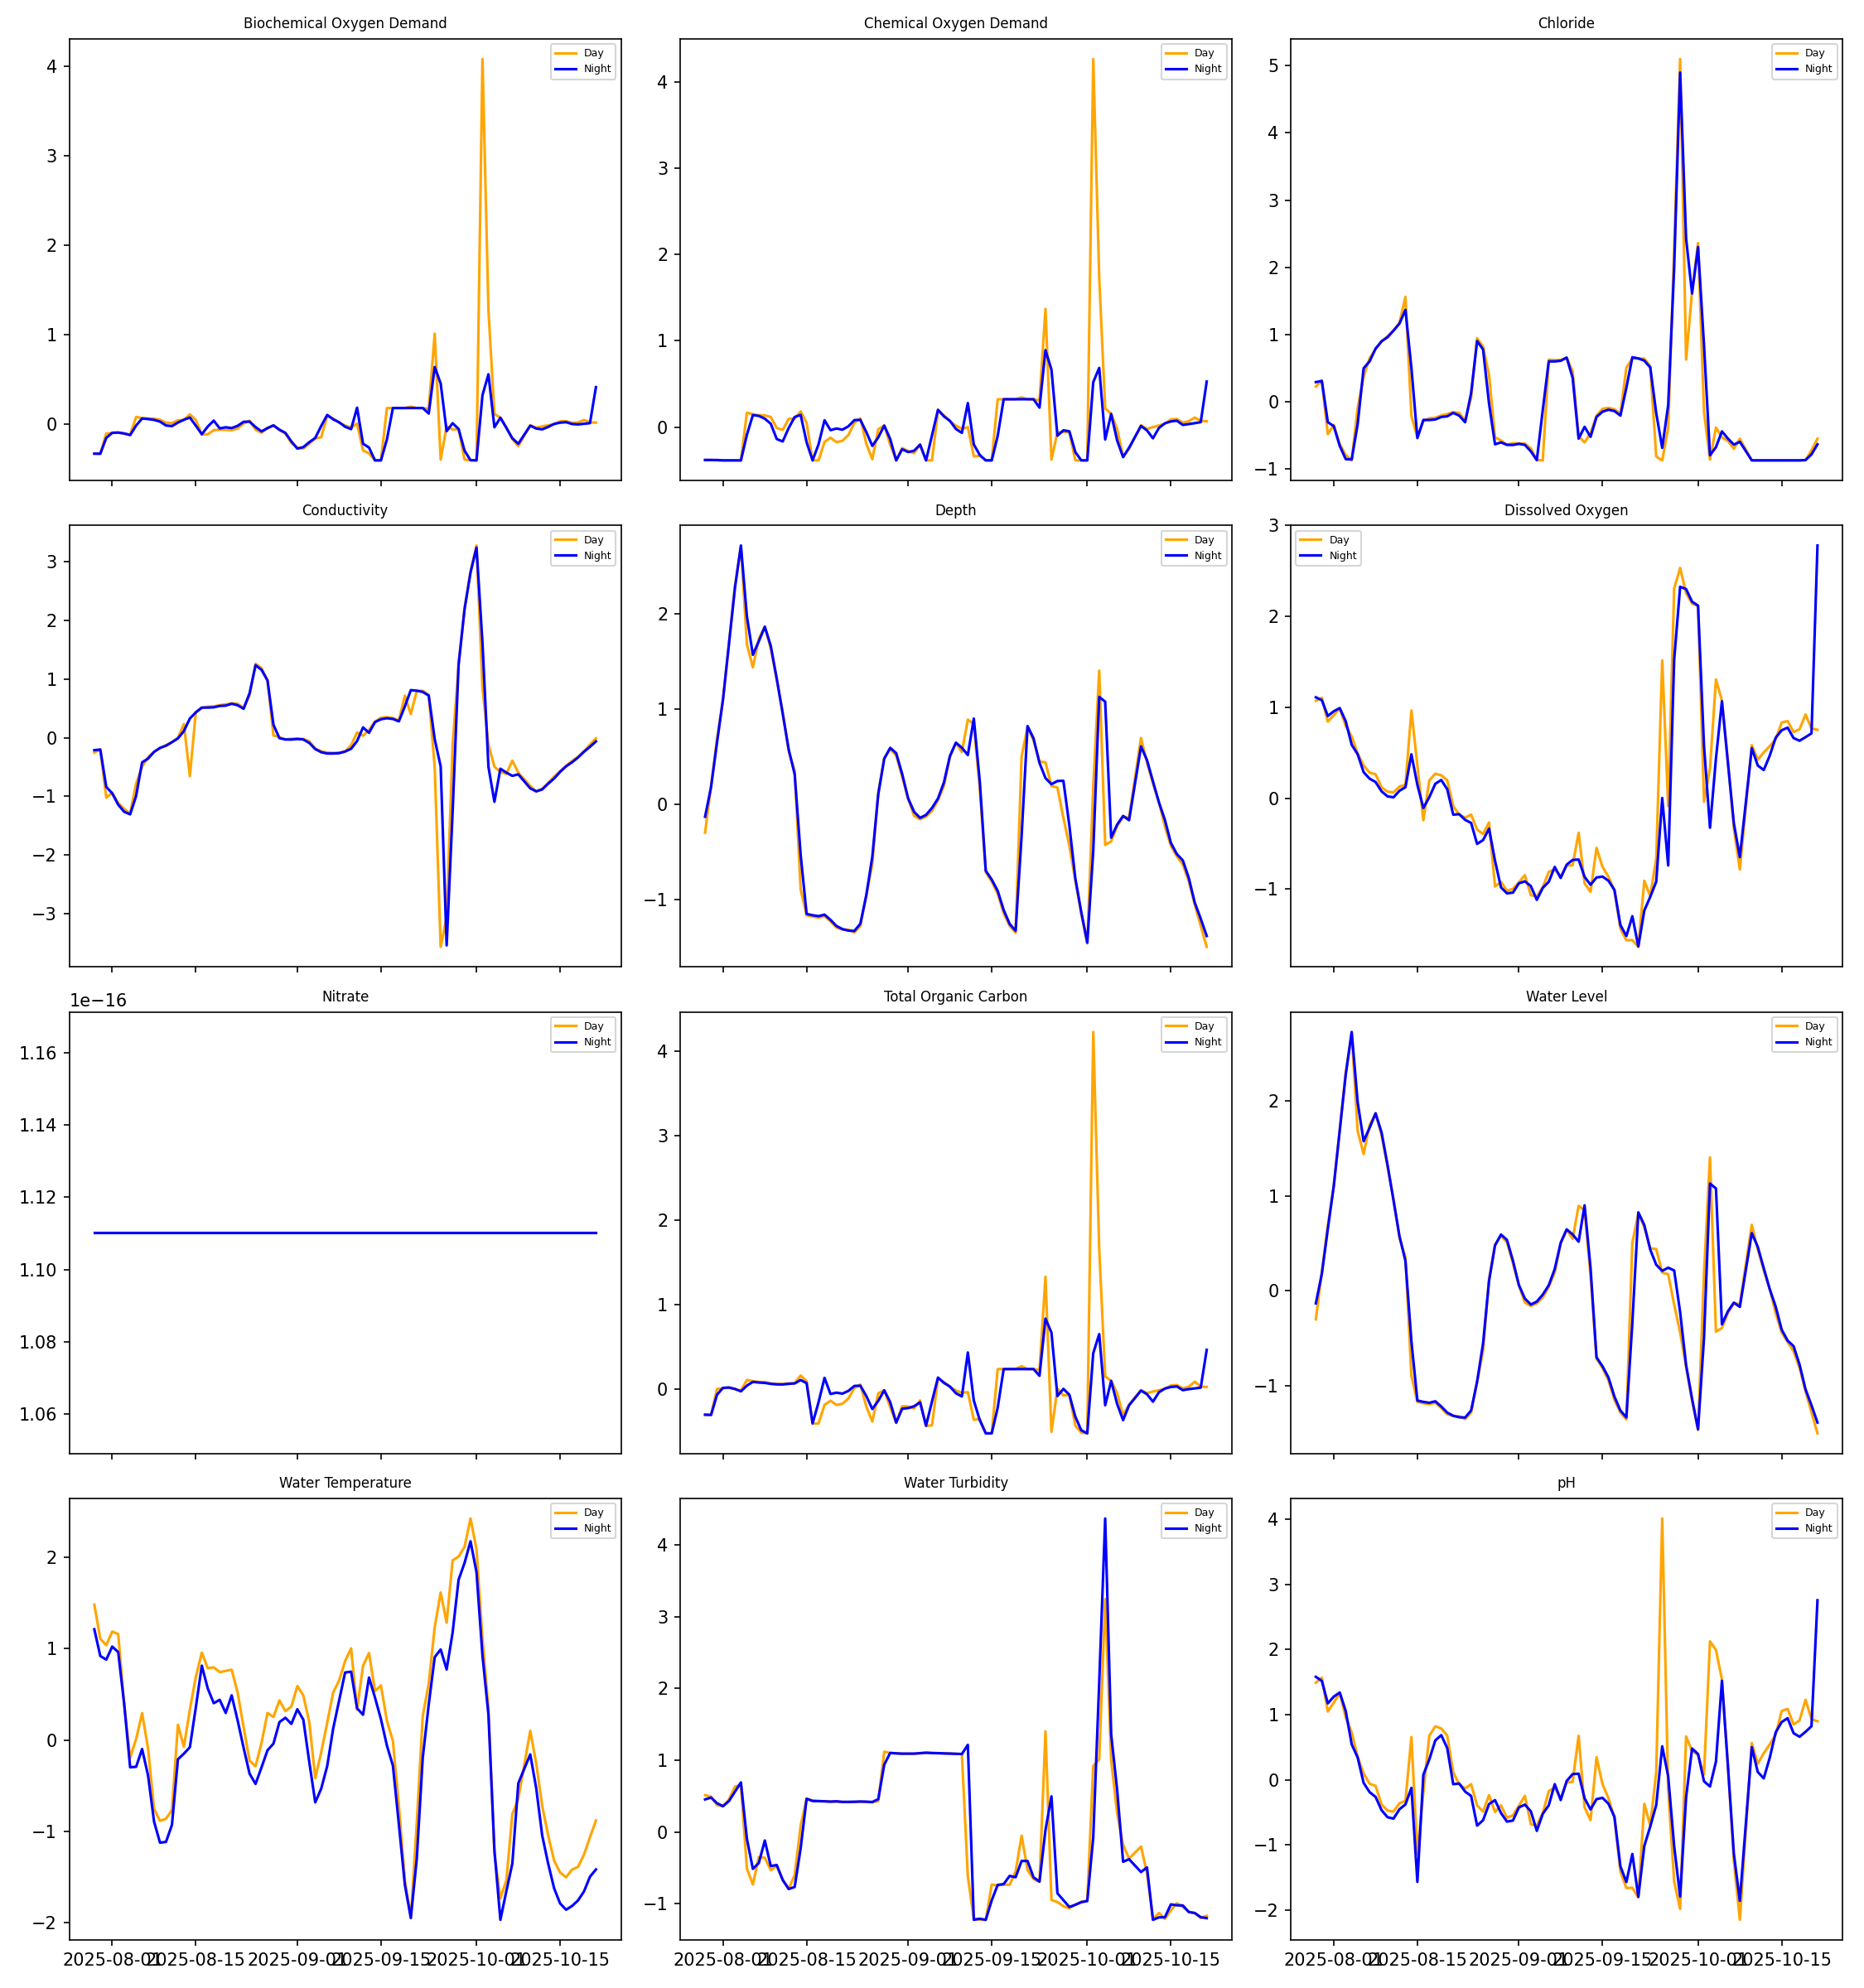 Biochemical Oxygen Demand
4
3
2
1
0
Day
Night
Chemical Oxygen Demand
4
3
2
1
0
Day
Night
Chloride
5
4
3
2
1
0
−1
Day
Night
Conductivity
3
2
1
0
−1
−2
−3
Day
Night
Depth
2
1
0
−1
Day
Night
Dissolved Oxygen
3
2
1
0
−1
Day
Night
Nitrate
1e−16
1.16
1.14
1.12
1.10
1.08
1.06
Day
Night
Total Organic Carbon
4
3
2
1
0
Day
Night
Water Level
2
1
0
−1
Day
Night
Water Temperature
2
1
0
−1
−2
Day
Night
2025-08-01
2025-08-15
2025-09-01
2025-09-15
2025-10-01
2025-10-15
Water Turbidity
4
3
2
1
0
−1
Day
Night
2025-08-01
2025-08-15
2025-09-01
2025-09-15
2025-10-01
2025-10-15
pH
4
3
2
1
0
−1
−2
Day
Night
2025-08-01
2025-08-15
2025-09-01
2025-09-15
2025-10-01
2025-10-15